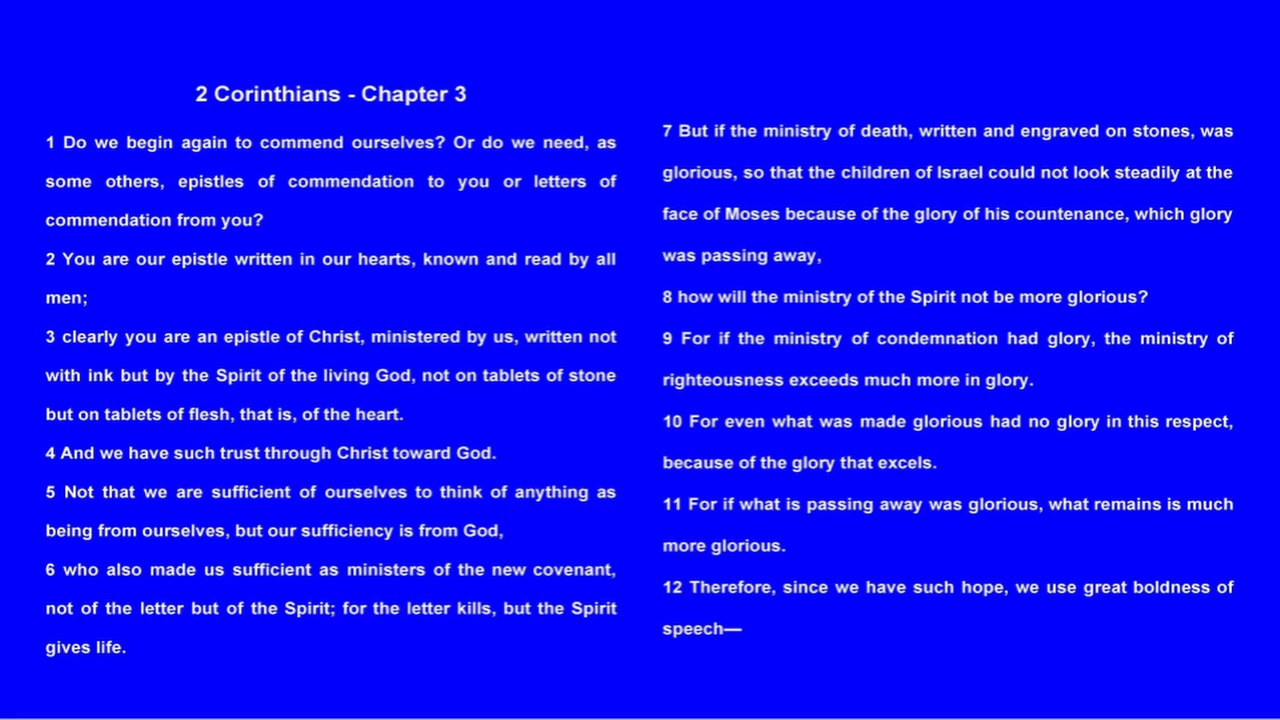 2 Corinthians - Chapter 3
1 Do we begin again to commend ourselves? Or do we need, as
some others, epistles of commendation to you or letters of
commendation from you?
2 You are our epistle written in our hearts, known and read by all
men;
3 clearly you are an epistle of Christ, ministered by us, written not
with ink but by the Spirit of the living God, not on tablets of stone
but on tablets of flesh, that is, of the heart.
4 And we have such trust through Christ toward God.
5 Not that we are sufficient of ourselves to think of anything as
being from ourselves, but our sufficiency is from God,
6 who also made us sufficient as ministers of the new covenant,
not of the letter but of the Spirit; for the letter kills, but the Spirit
gives life.
7 But if the ministry of death, written and engraved on stones, was
glorious, so that the children of Israel could not look steadily at the
face of Moses because of the glory of his countenance, which glory
was passing away,
8 how will the ministry of the Spirit not be more glorious?
9 For if the ministry of condemnation had glory, the ministry of
righteousness exceeds much more in glory.
10 For even what was made glorious had no glory in this respect,
because of the glory that excels.
11 For if what is passing away was glorious, what remains is much
more glorious.
12 Therefore, since we have such hope, we use great boldness of
speech—